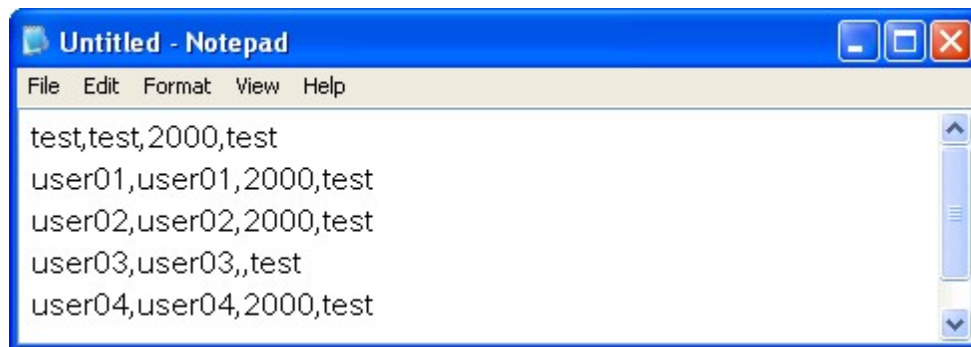 Untitled - Notepad
File Edit Format View Help
test,test,2000,test
user01,user01,2000,test
user02,user02,2000,test
user03,user03,,test
user04,user04,2000,test